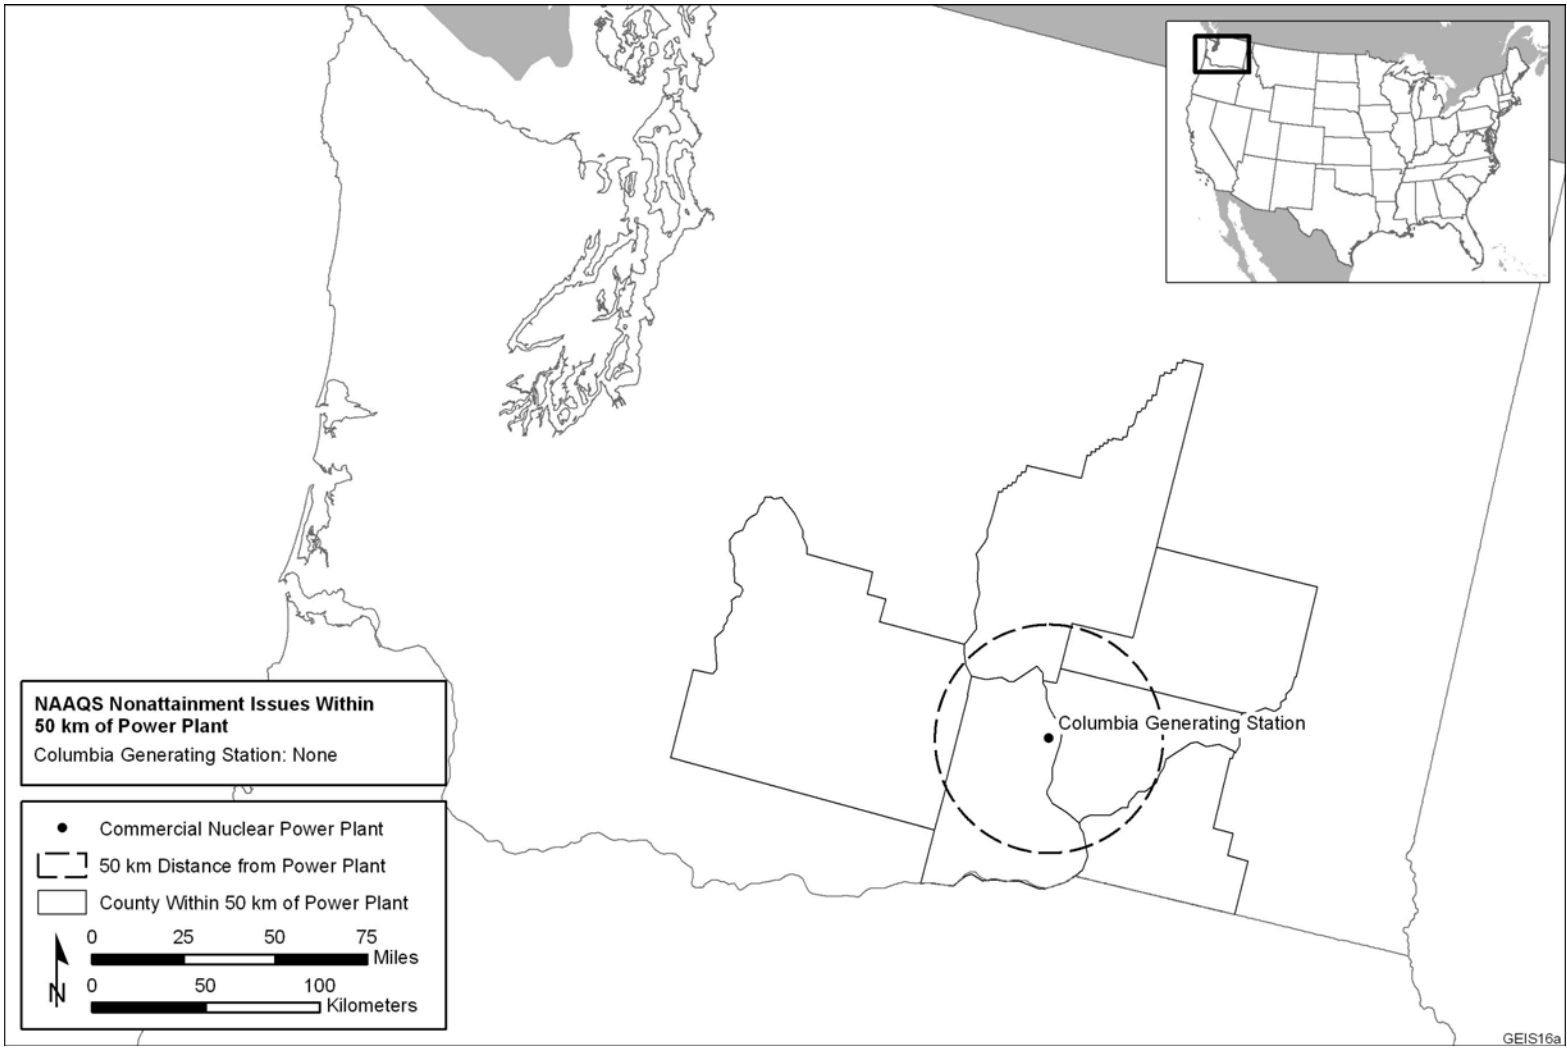 Columbia Generating Station
NAAQS Nonattainment Issues Within
50 km of Power Plant
Columbia Generating Station: None
Commercial Nuclear Power Plant
50 km Distance from Power Plant
County Within 50 km of Power Plant
0 25 50 75
Miles
0 50 100
Kilometers
N
GEIS16a